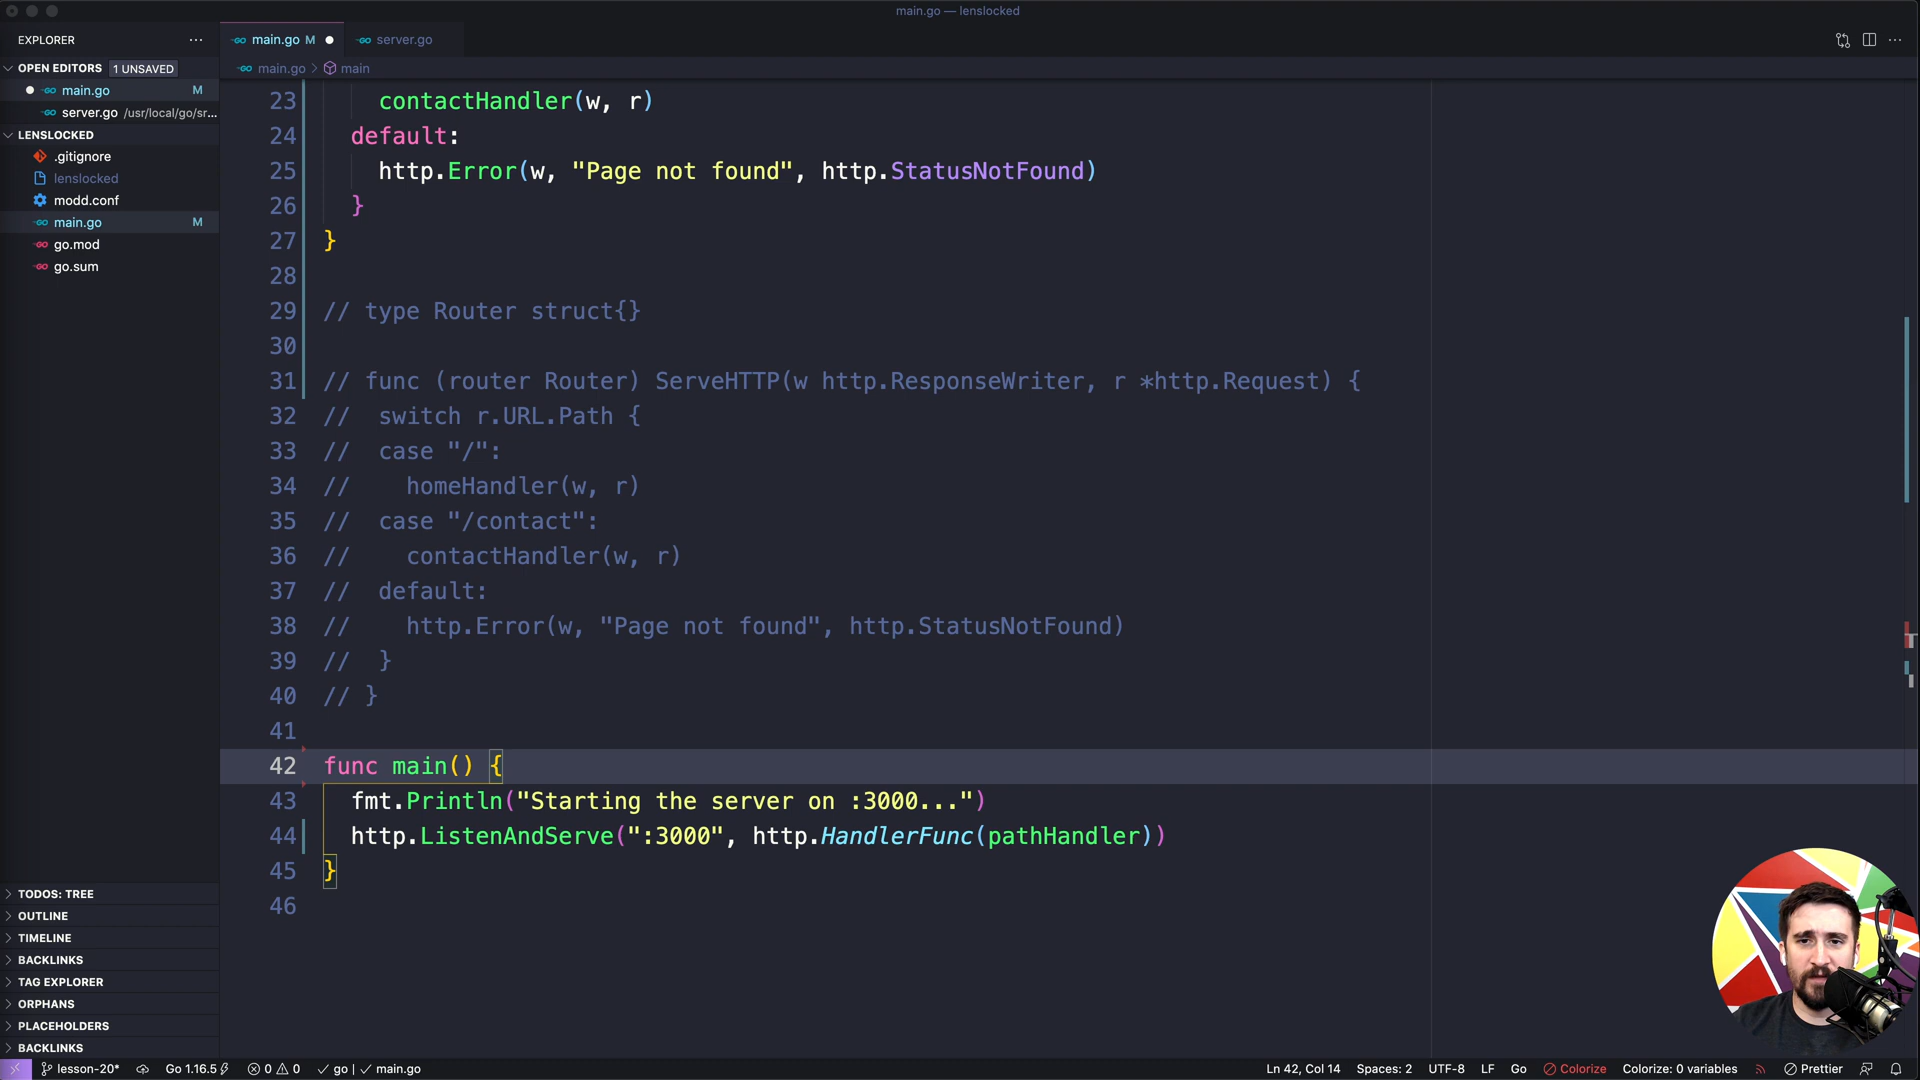 main.go — lenslocked
EXPLORER
main.go M
server.go
OPEN EDITORS 1 UNSAVED
main.go > main
main.go M
server.go /usr/local/go/sr...
LENSLOCKED
.gitignore
lenslocked
modd.conf
main.go M
go.mod
go.sum
TODOS: TREE
OUTLINE
TIMELINE
BACKLINKS
TAG EXPLORER
ORPHANS
PLACEHOLDERS
BACKLINKS
23 contactHandler(w, r)
24 default:
25 http.Error(w, "Page not found", http.StatusNotFound)
26 }
27 }
28
29 // type Router struct{}
30
31 // func (router Router) ServeHTTP(w http.ResponseWriter, r *http.Request) {
32 // switch r.URL.Path {
33 // case "/":
34 // homeHandler(w, r)
35 // case "/contact":
36 // contactHandler(w, r)
37 // default:
38 // http.Error(w, "Page not found", http.StatusNotFound)
39 // }
40 // }
41
42 func main() {
43 fmt.Println("Starting the server on :3000...")
44 http.ListenAndServe(":3000", http.HandlerFunc(pathHandler))
45 }
46
lesson-20* Go 1.16.5 0 0 go | main.go Ln 42, Col 14 Spaces: 2 UTF-8 LF Go Colorize Colorize: 0 variables Prettier